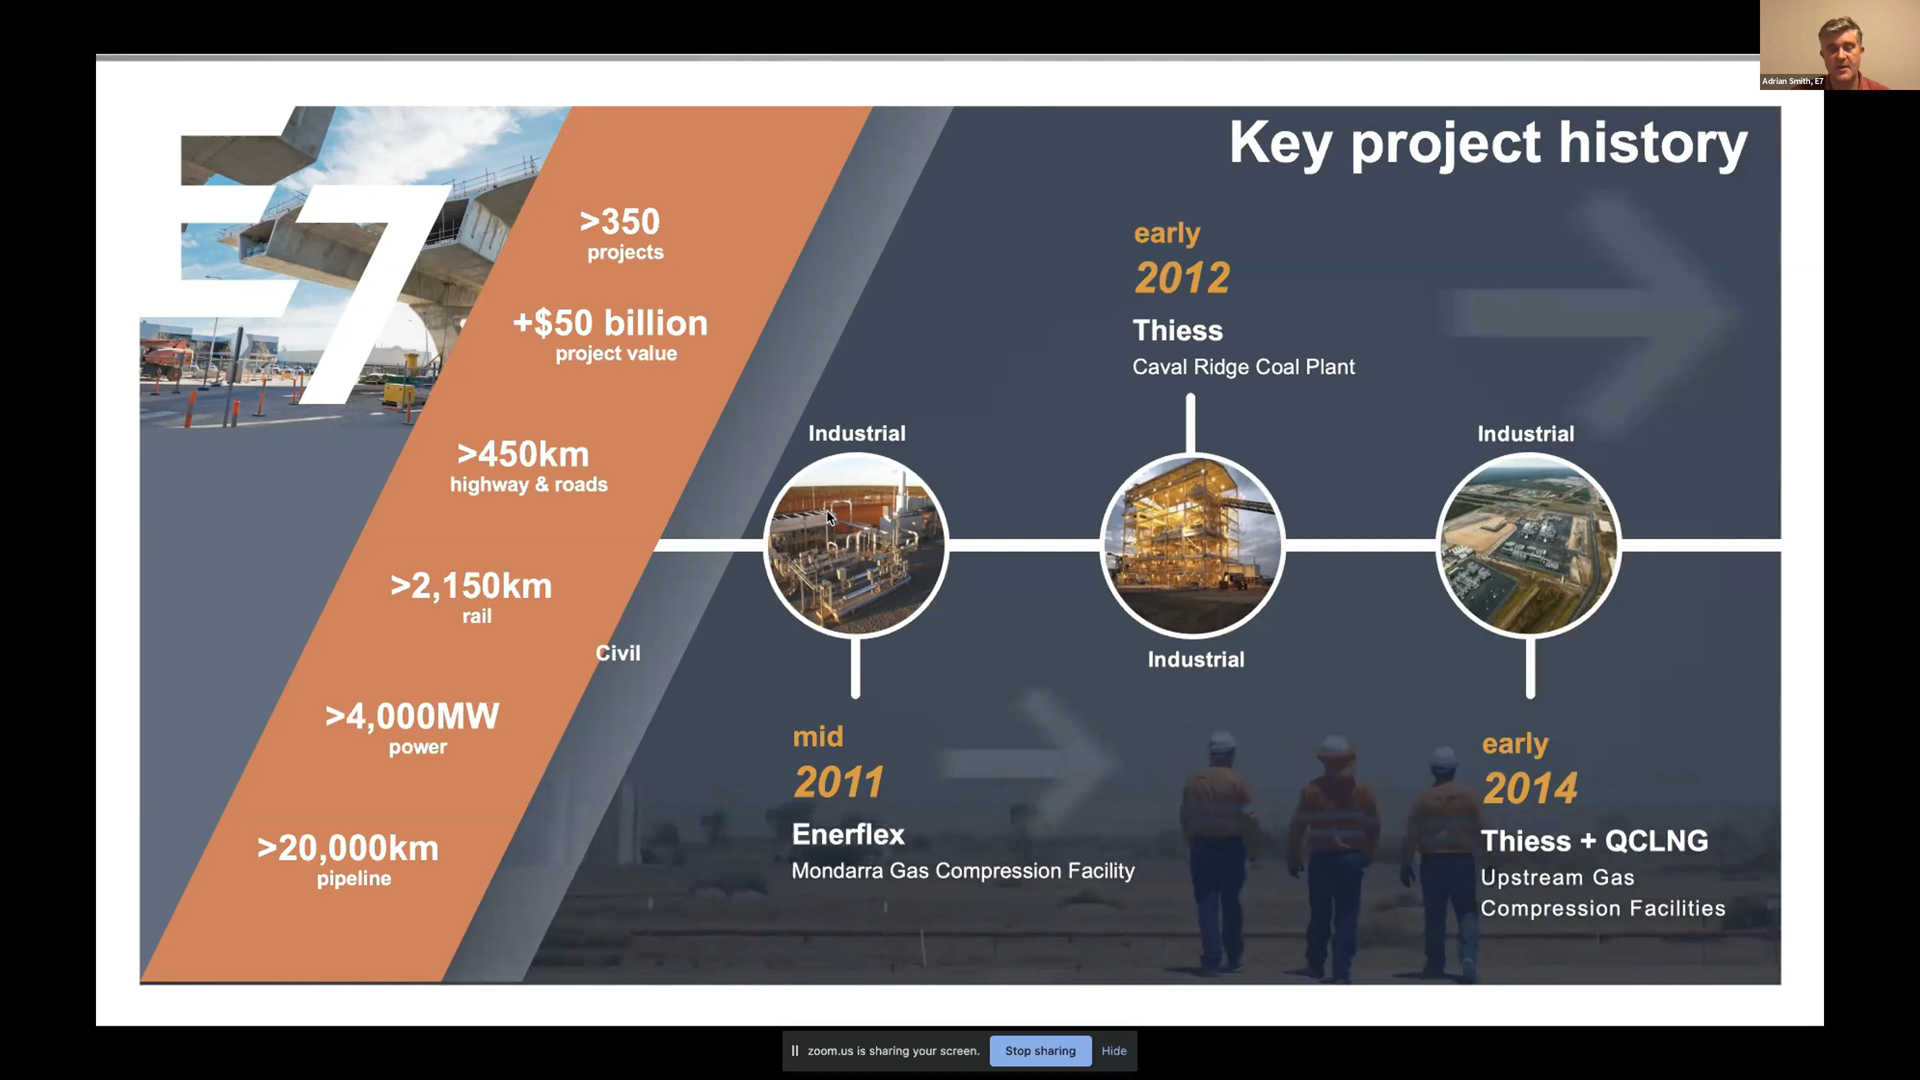 Adrian Smith, E7
E7
Key project history
>350
projects
+$50 billion
project value
>450km
highway & roads
>2,150km
rail
>4,000MW
power
>20,000km
pipeline
Civil
Industrial
mid
2011
Enerflex
Mondarra Gas Compression Facility
early
2012
Thiess
Caval Ridge Coal Plant
Industrial
Industrial
early
2014
Thiess + QCLNG
Upstream Gas
Compression Facilities
zoom.us is sharing your screen.
Stop sharing
Hide